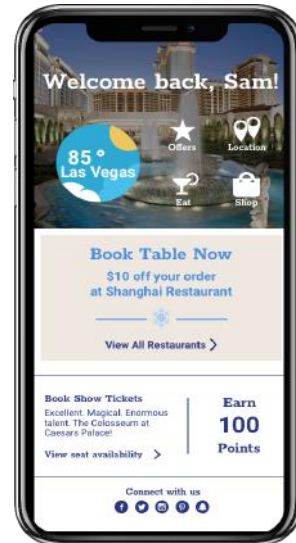 Welcome back, Sam!
85°
Las Vegas
Offers
Location
Eat
Shop
Book Table Now
$10 off your order
at Shanghai Restaurant
View All Restaurants
Book Show Tickets
Excellent. Magical. Enormous
talent. The Colosseum at
Caesars Palace!
View seat availability
Earn
100
Points
Connect with us